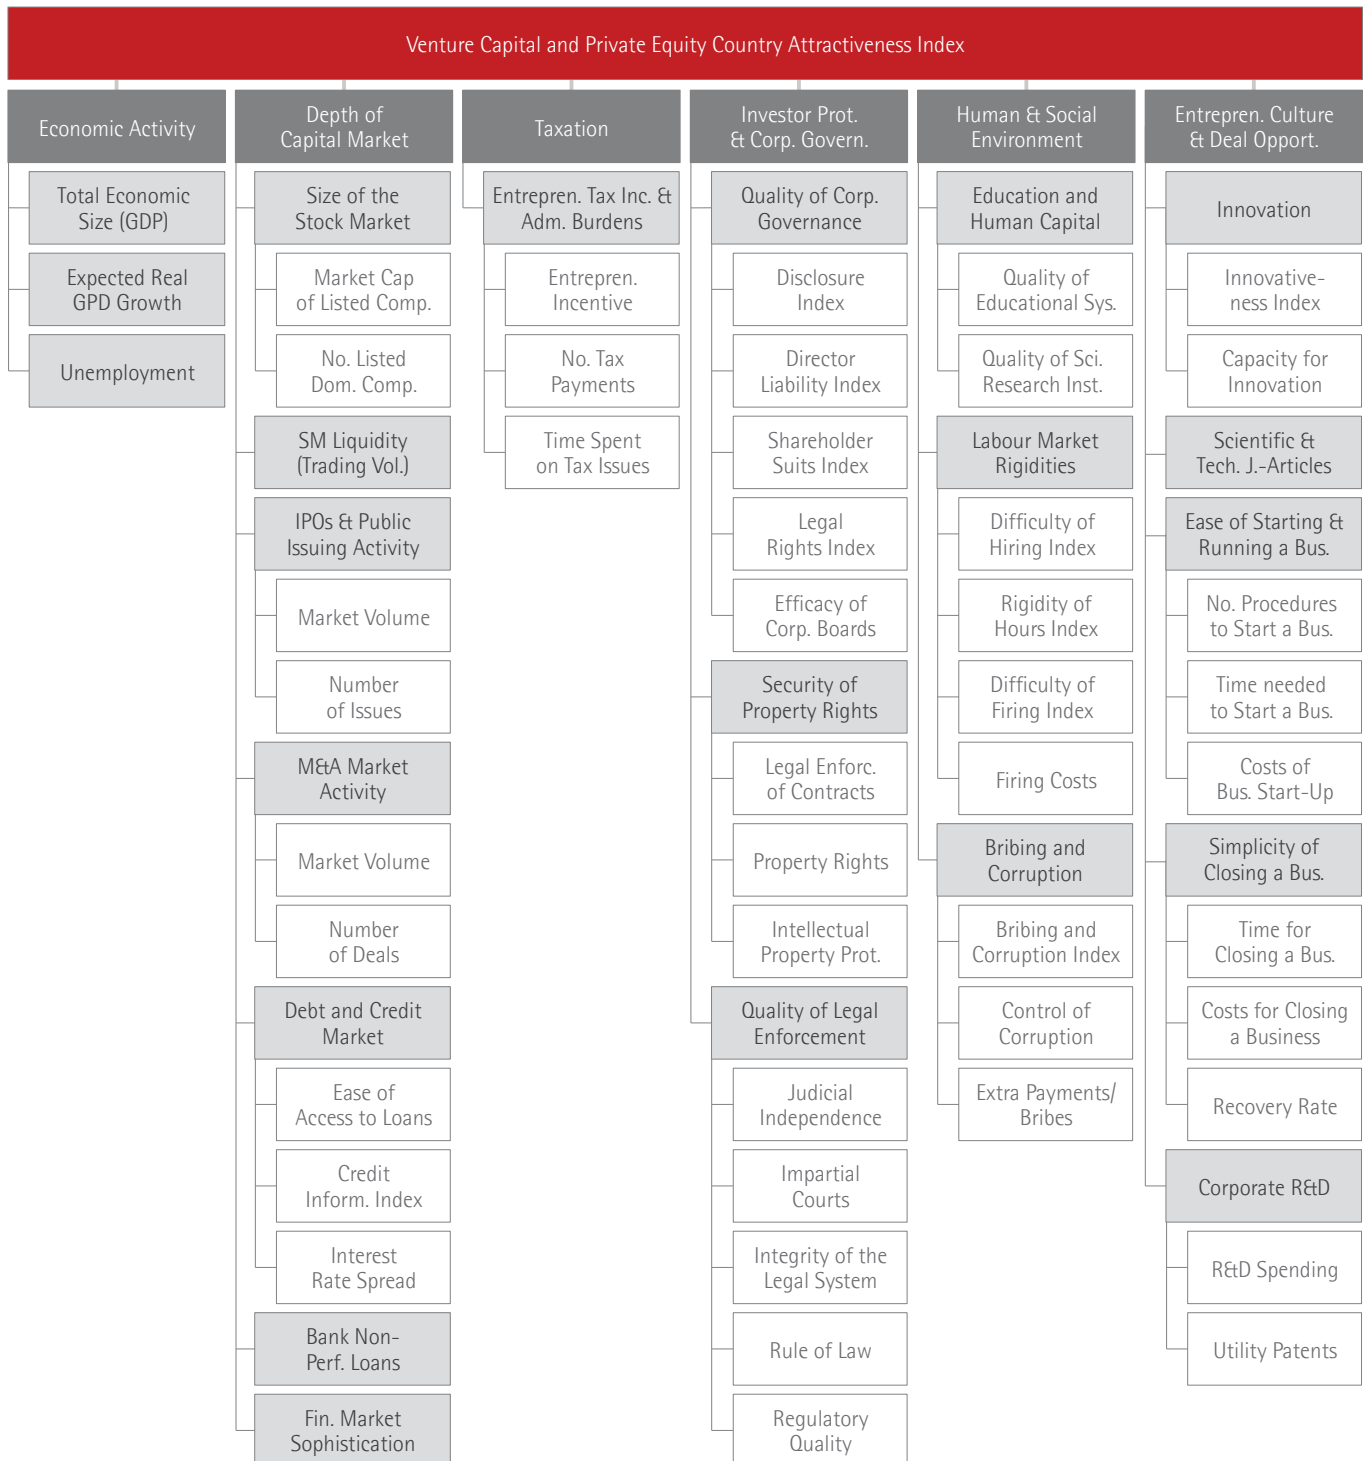 Venture Capital and Private Equity Country Attractiveness Index
Economic Activity
Total Economic
Size (GDP)
Expected Real
GPD Growth
Unemployment
Depth of
Capital Market
Size of the
Stock Market
Market Cap
of Listed Comp.
No. Listed
Dom. Comp.
SM Liquidity
(Trading Vol.)
IPOs & Public
Issuing Activity
Market Volume
Number
of Issues
M&A Market
Activity
Market Volume
Number
of Deals
Debt and Credit
Market
Ease of
Access to Loans
Credit
Inform. Index
Interest
Rate Spread
Bank Non-
Perf. Loans
Fin. Market
Sophistication
Taxation
Entrepren. Tax Inc. &
Adm. Burdens
Entrepren.
Incentive
No. Tax
Payments
Time Spent
on Tax Issues
Investor Prot.
& Corp. Govern.
Quality of Corp.
Governance
Disclosure
Index
Director
Liability Index
Shareholder
Suits Index
Legal
Rights Index
Efficacy of
Corp. Boards
Security of
Property Rights
Legal Enforc.
of Contracts
Property Rights
Intellectual
Property Prot.
Quality of Legal
Enforcement
Judicial
Independence
Impartial
Courts
Integrity of the
Legal System
Rule of Law
Regulatory
Quality
Human & Social
Environment
Education and
Human Capital
Quality of
Educational Sys.
Quality of Sci.
Research Inst.
Labour Market
Rigidities
Difficulty of
Hiring Index
Rigidity of
Hours Index
Difficulty of
Firing Index
Firing Costs
Bribing and
Corruption
Bribing and
Corruption Index
Control of
Corruption
Extra Payments/
Bribes
Entrepren. Culture
& Deal Opport.
Innovation
Innovative-
ness Index
Capacity for
Innovation
Scientific &
Tech. J.-Articles
Ease of Starting &
Running a Bus.
No. Procedures
to Start a Bus.
Time needed
to Start a Bus.
Costs of
Bus. Start-Up
Simplicity of
Closing a Bus.
Time for
Closing a Bus.
Costs for Closing
a Business
Recovery Rate
Corporate R&D
R&D Spending
Utility Patents